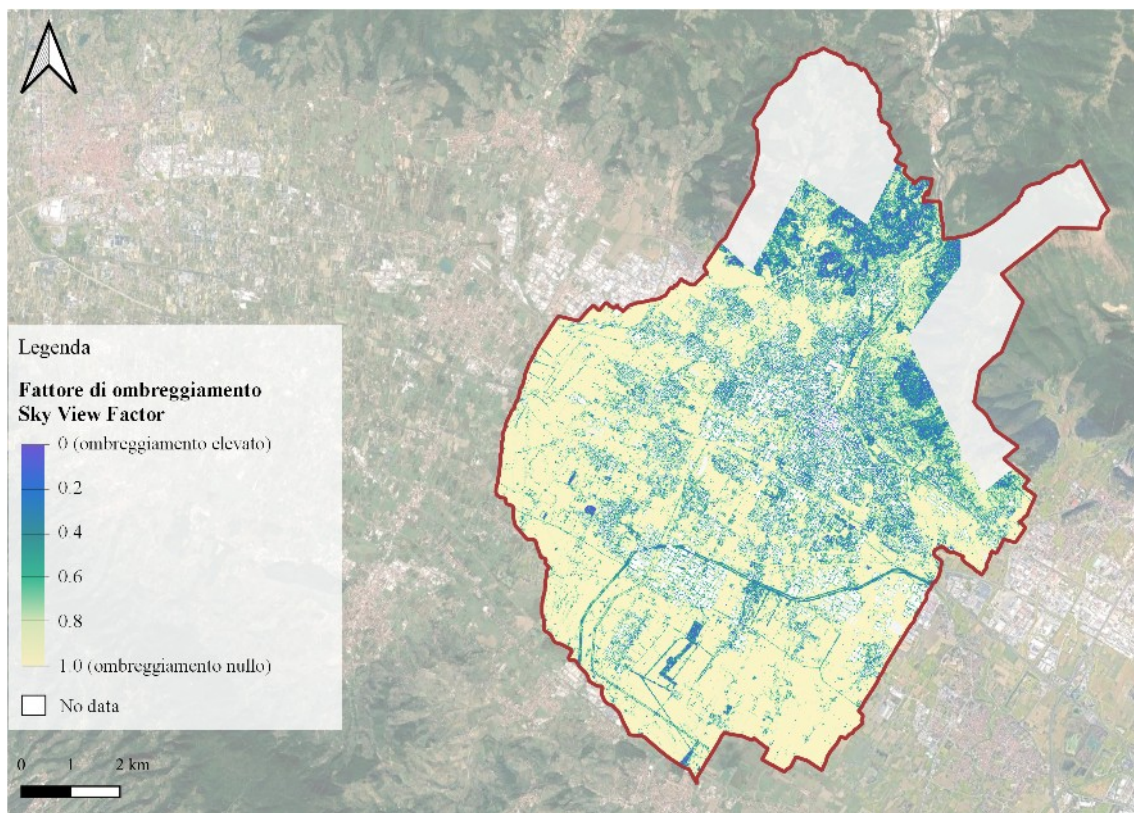 Legenda
Fattore di ombreggiamento
Sky View Factor
0 (ombreggiamento elevato)
0.2
0.4
0.6
0.8
1.0 (ombreggiamento nullo)
No data
0 1 2 km